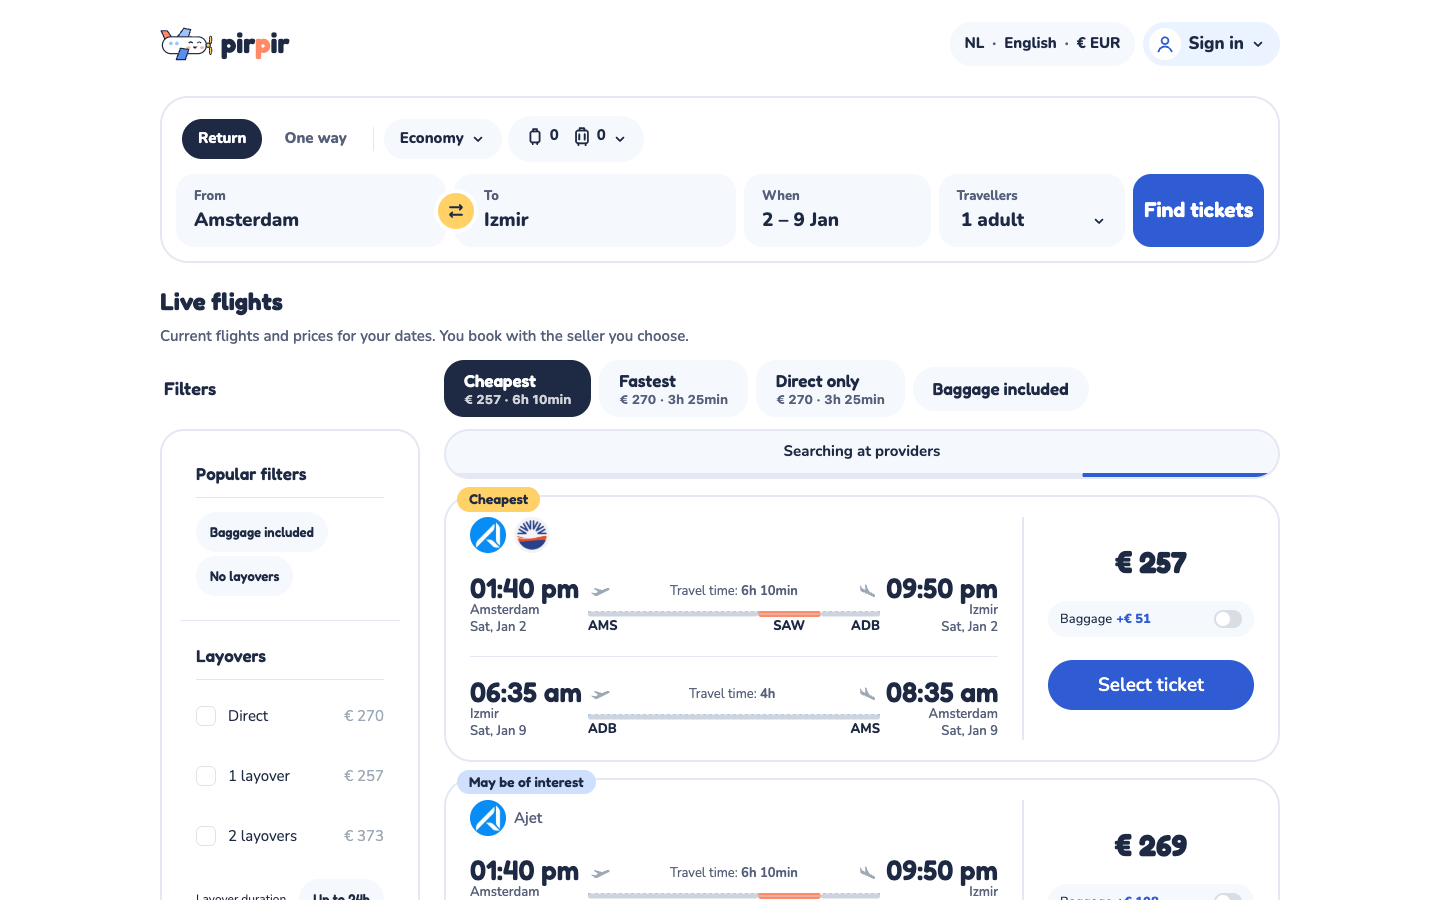 pirpir
NL · English · € EUR
Sign in
Return
One way
Economy
0
0
From
Amsterdam
To
Izmir
When
2 – 9 Jan
Travellers
1 adult
Find tickets
Live flights
Current flights and prices for your dates. You book with the seller you choose.
Filters
Cheapest
€ 257 · 6h 10min
Fastest
€ 270 · 3h 25min
Direct only
€ 270 · 3h 25min
Baggage included
Popular filters
Baggage included
No layovers
Layovers
Direct € 270
1 layover € 257
2 layovers € 373
Layover duration Up to 24h
Searching at providers
Cheapest
01:40 pm
Travel time: 6h 10min
09:50 pm
Amsterdam
Izmir
Sat, Jan 2
AMS SAW ADB
Sat, Jan 2
06:35 am
Travel time: 4h
08:35 am
Izmir
Amsterdam
Sat, Jan 9
ADB AMS
Sat, Jan 9
€ 257
Baggage +€ 51
Select ticket
May be of interest
Ajet
01:40 pm
Travel time: 6h 10min
09:50 pm
Amsterdam
Izmir
€ 269